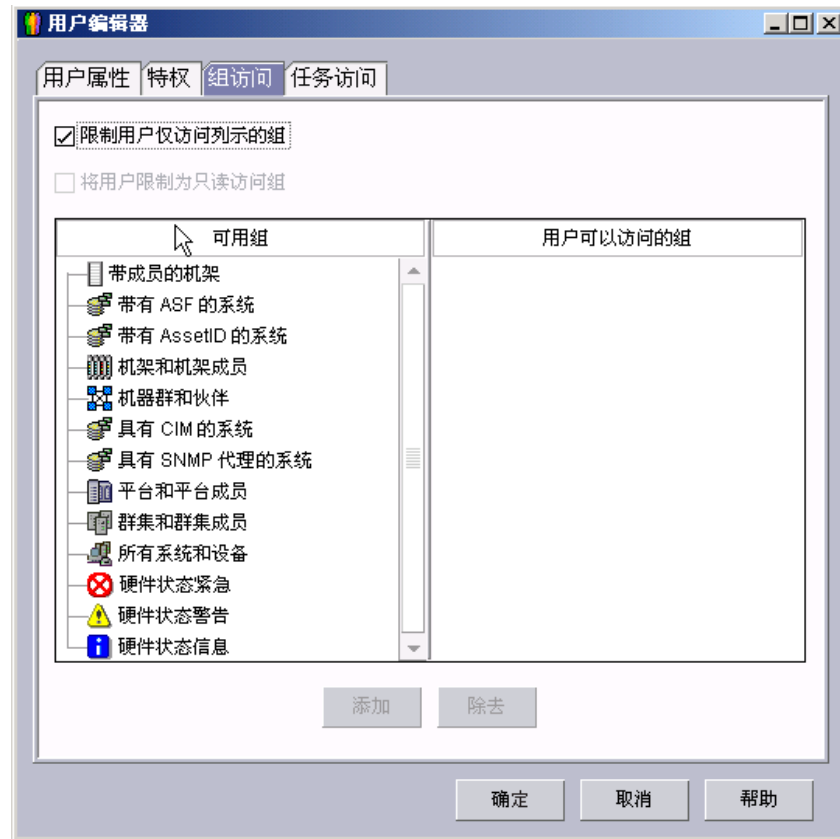 用户编辑器
用户属性 特权 组访问 任务访问
限制用户仅访问列示的组
将用户限制为只读访问组
可用组 用户可以访问的组
带成员的机架
带有 ASF 的系统
带有 AssetID 的系统
机架和机架成员
机器群和伙伴
具有 CIM 的系统
具有 SNMP 代理的系统
平台和平台成员
群集和群集成员
所有系统和设备
硬件状态紧急
硬件状态警告
硬件状态信息
添加 除去
确定 取消 帮助